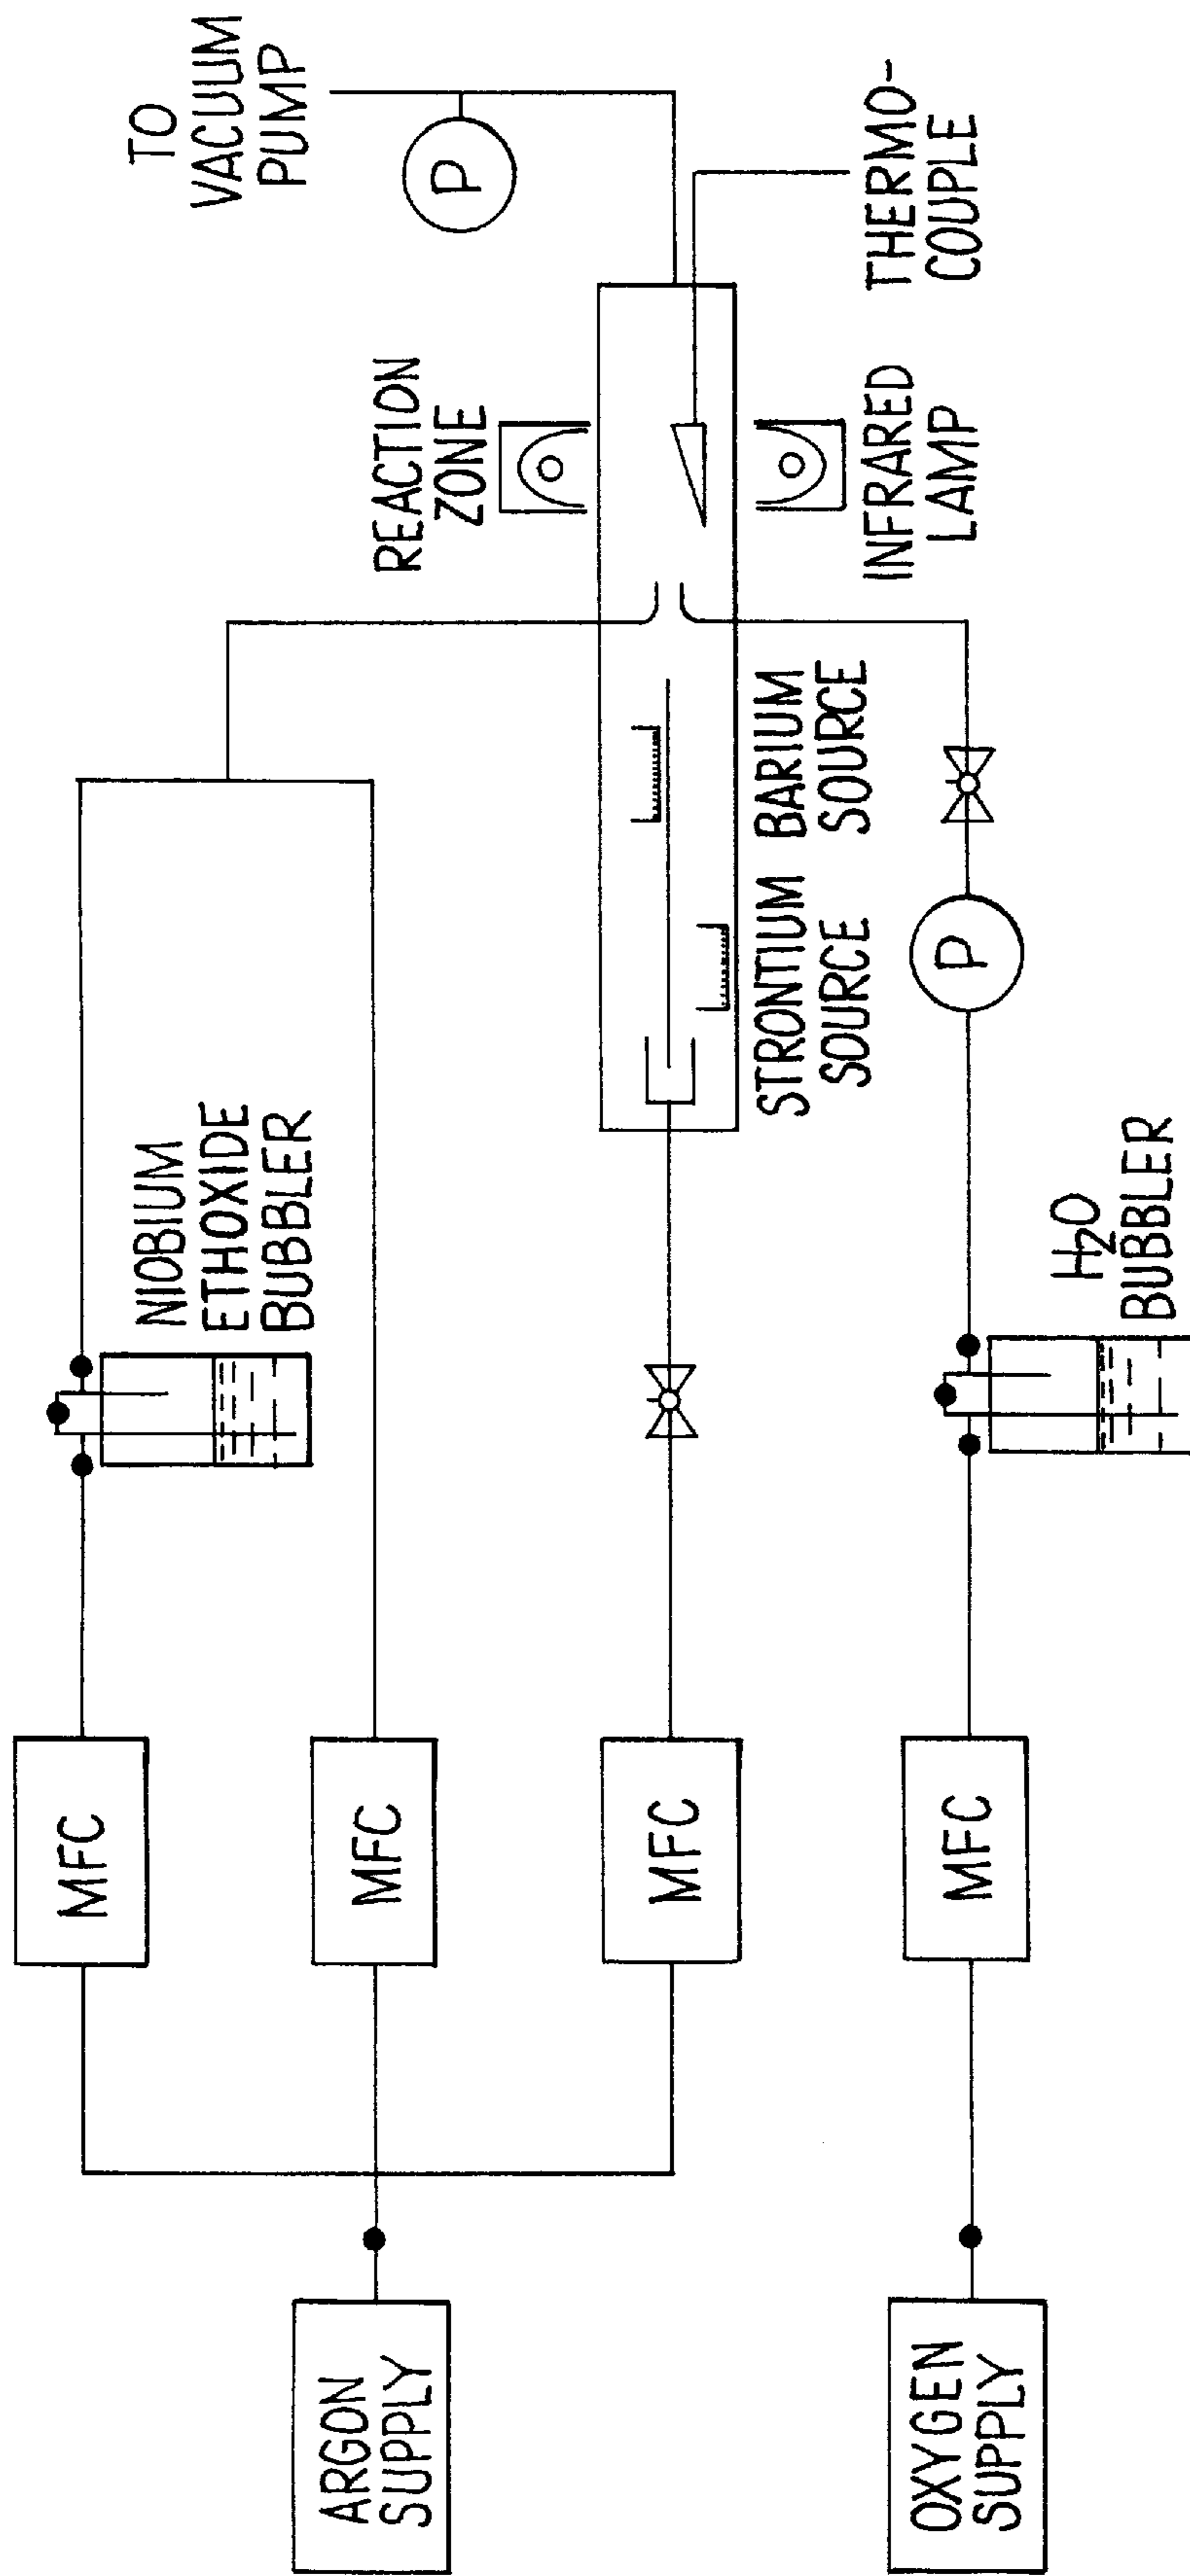 ARGON
SUPPLY
OXYGEN
SUPPLY
MFC
MFC
MFC
MFC
NIOBIUM
ETHOXIDE
BUBBLER
H2O
BUBBLER
STRONTIUM
SOURCE
BARIUM
SOURCE
P
REACTION
ZONE
INFRARED
LAMP
TO
VACUUM
PUMP
P
THERMO-
COUPLE